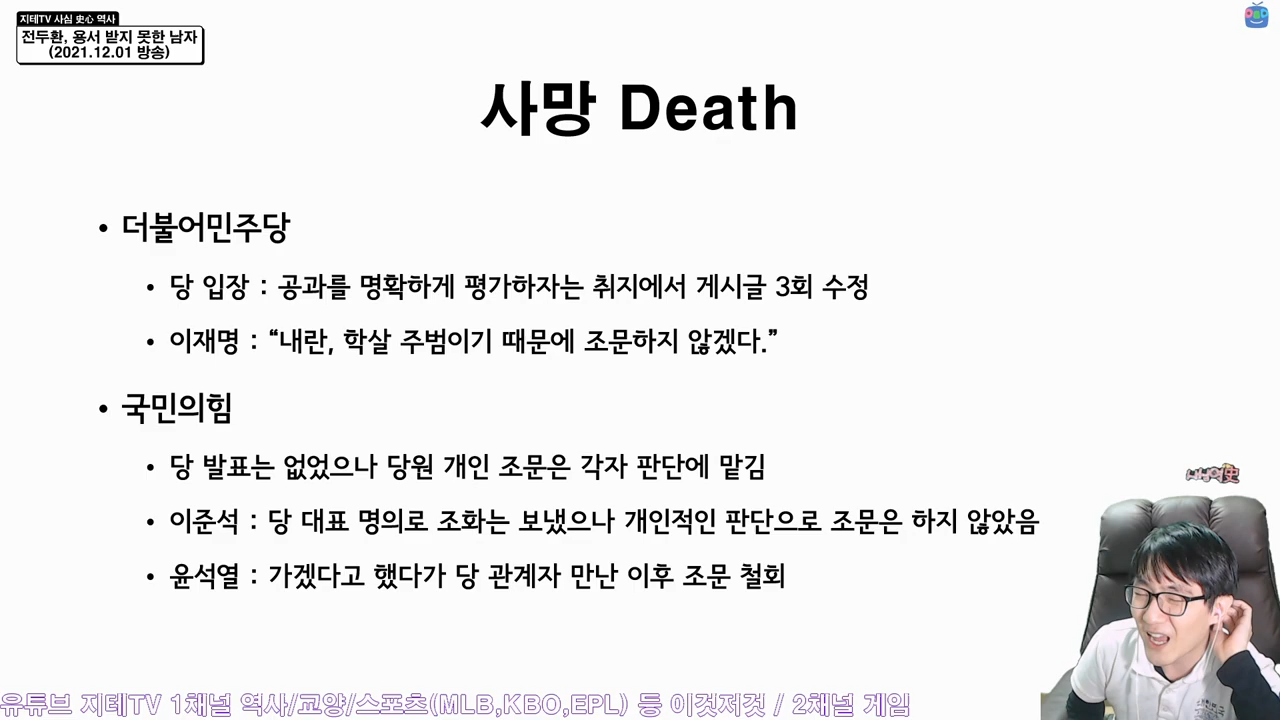 지테TV 사심 史心 역사
전두환, 용서 받지 못한 남자
(2021.12.01 방송)
사망 Death
• 더불어민주당
• 당 입장 : 공과를 명확하게 평가하자는 취지에서 게시글 3회 수정
• 이재명 : “내란, 학살 주범이기 때문에 조문하지 않겠다.”
• 국민의힘
• 당 발표는 없었으나 당원 개인 조문은 각자 판단에 맡김
• 이준석 : 당 대표 명의로 조화는 보냈으나 개인적인 판단으로 조문은 하지 않았음
• 윤석열 : 가겠다고 했다가 당 관계자 만난 이후 조문 철회
유튜브 지테TV 1채널 역사/교양/스포츠(MLB,KBO,EPL) 등 이것저것 / 2채널 게임